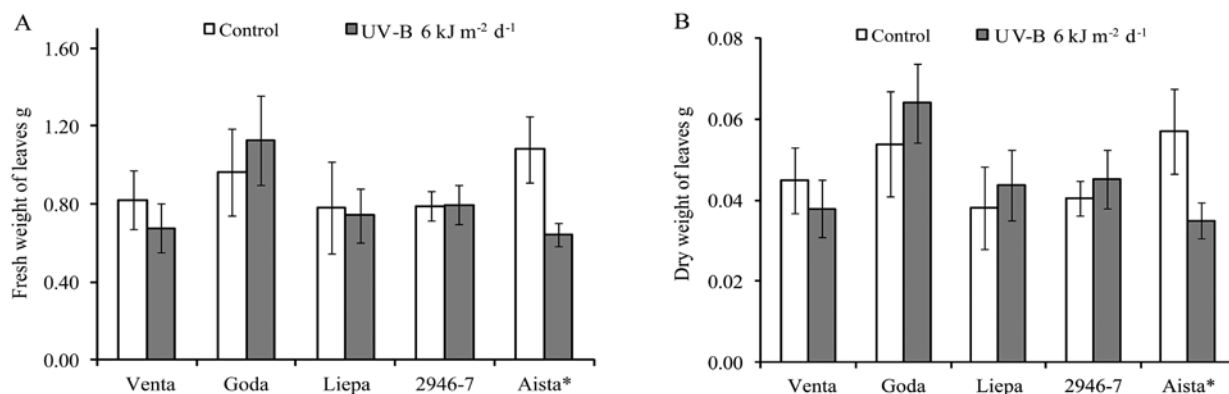 A
Control UV-B 6 kJ m⁻² d⁻¹
Fresh weight of leaves g
1.60
1.20
0.80
0.40
0.00
Venta Goda Liepa 2946-7 Aista*
B
Control UV-B 6 kJ m⁻² d⁻¹
Dry weight of leaves g
0.08
0.06
0.04
0.02
0.00
Venta Goda Liepa 2946-7 Aista*